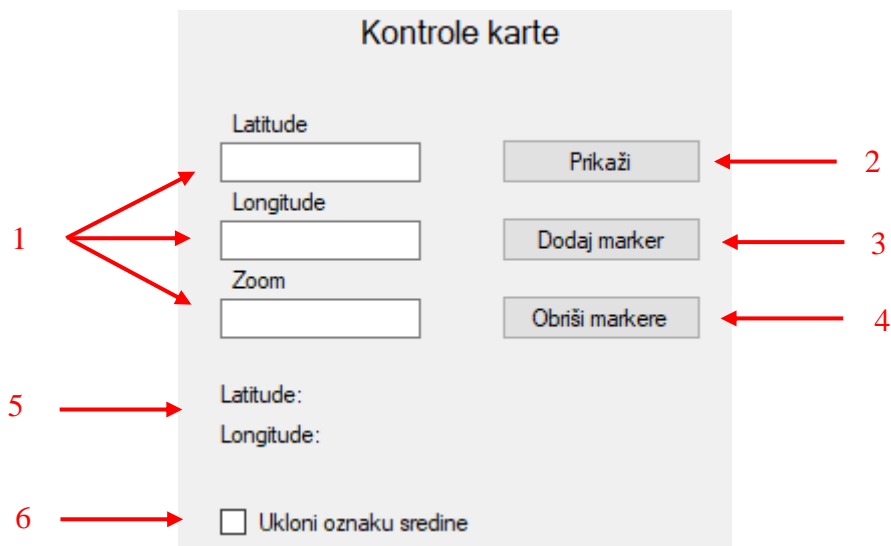 Kontrole karte
Latitude
Prikaži
2
Longitude
1
Dodaj marker
3
Zoom
Obriši markere
4
Latitude:
5
Longitude:
6
Ukloni oznaku sredine